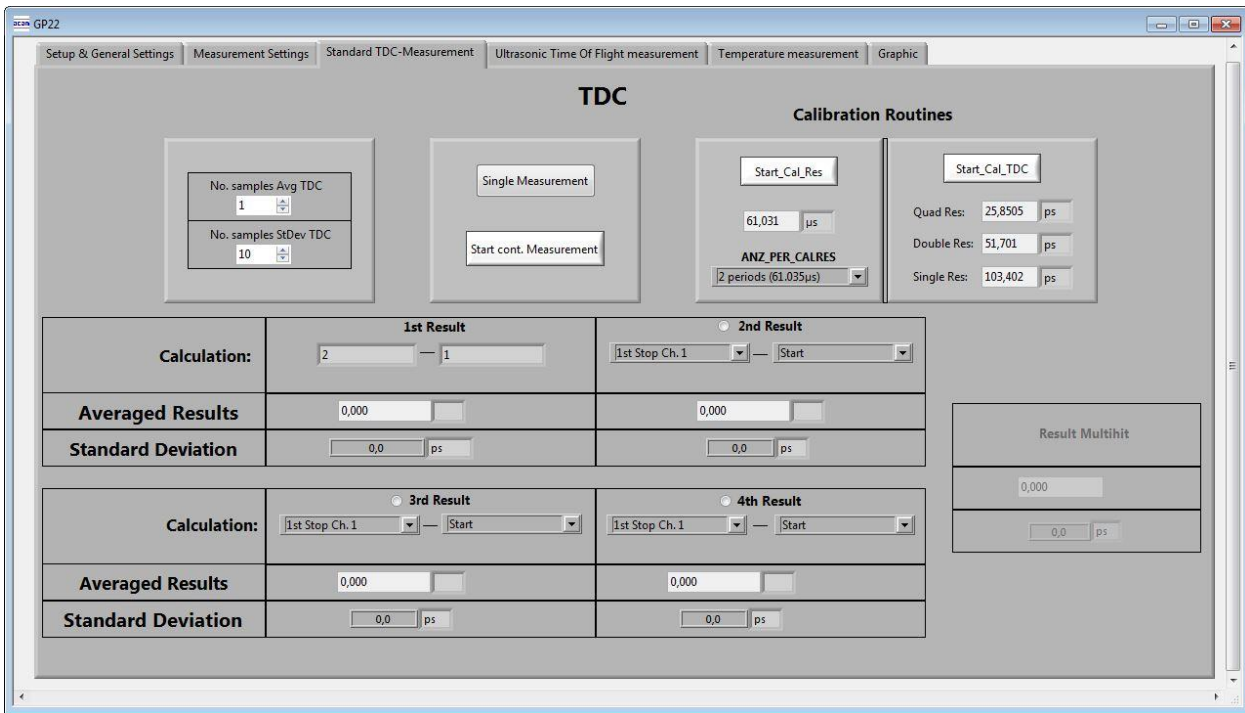 acam GP22
Setup & General Settings Measurement Settings Standard TDC-Measurement Ultrasonic Time Of Flight measurement Temperature measurement Graphic
TDC
Calibration Routines
No. samples Avg TDC
1
No. samples StDev TDC
10
Single Measurement
Start cont. Measurement
Start_Cal_Res
61,031 µs
ANZ_PER_CALRES
2 periods (61.035µs)
Start_Cal_TDC
Quad Res: 25,8505 ps
Double Res: 51,701 ps
Single Res: 103,402 ps
1st Result 2nd Result
Calculation: 2 — 1 1st Stop Ch. 1 — Start
Averaged Results 0,000 0,000
Standard Deviation 0,0 ps 0,0 ps
Result Multihit
0,000
0,0 ps
3rd Result 4th Result
Calculation: 1st Stop Ch. 1 — Start 1st Stop Ch. 1 — Start
Averaged Results 0,000 0,000
Standard Deviation 0,0 ps 0,0 ps